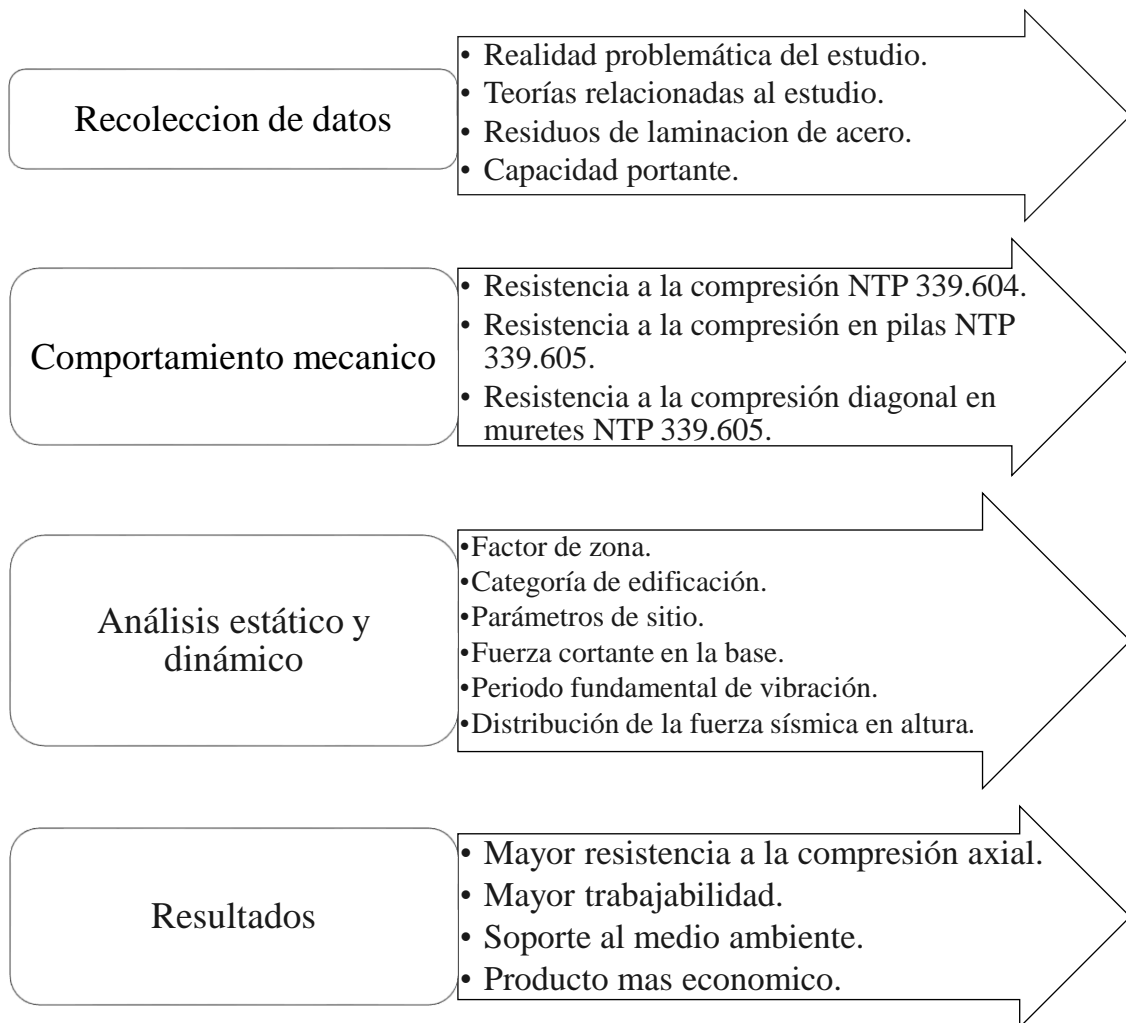 Recoleccion de datos
• Realidad problemática del estudio.
• Teorías relacionadas al estudio.
• Residuos de laminacion de acero.
• Capacidad portante.
Comportamiento mecanico
• Resistencia a la compresión NTP 339.604.
• Resistencia a la compresión en pilas NTP
339.605.
• Resistencia a la compresión diagonal en
muretes NTP 339.605.
Análisis estático y
dinámico
•Factor de zona.
•Categoría de edificación.
•Parámetros de sitio.
•Fuerza cortante en la base.
•Periodo fundamental de vibración.
•Distribución de la fuerza sísmica en altura.
Resultados
• Mayor resistencia a la compresión axial.
• Mayor trabajabilidad.
• Soporte al medio ambiente.
• Producto mas economico.